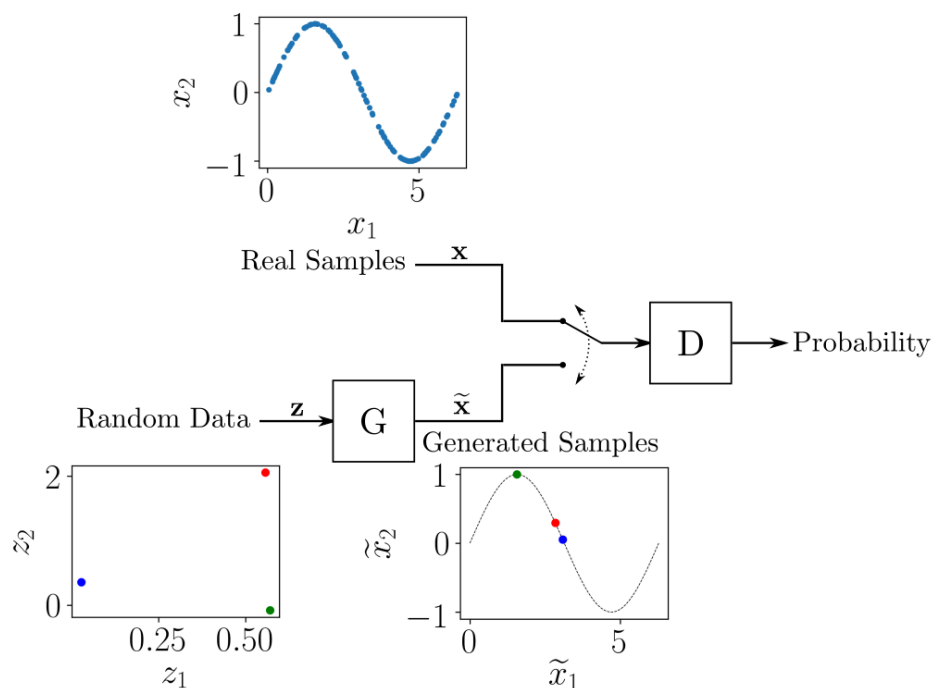 1
x₂
0
−1
0
5
x₁
Real Samples
x
D
Probability
Random Data
z
G
x̃
Generated Samples
2
z₂
0
0.25
0.50
z₁
1
x̃₂
0
−1
0
5
x̃₁